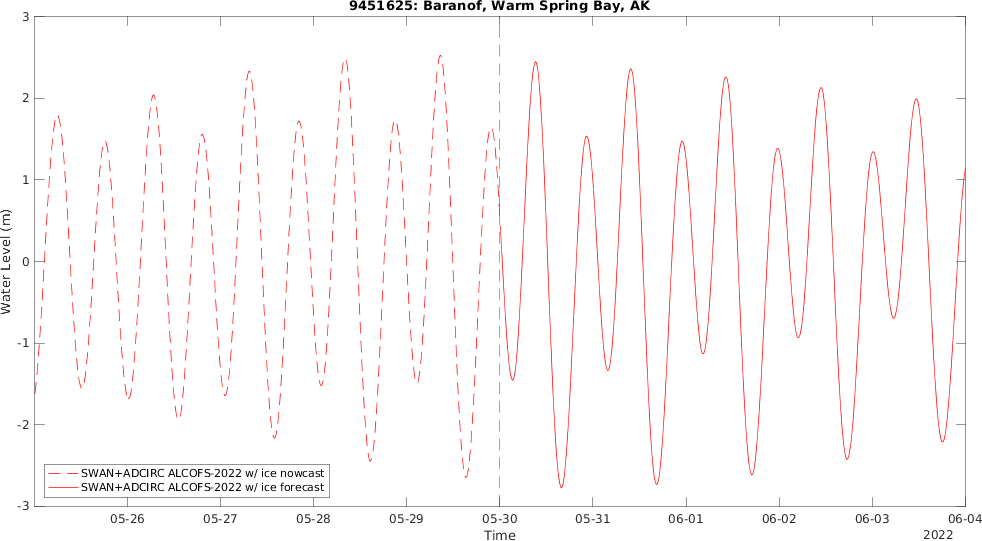 9451625: Baranof, Warm Spring Bay, AK
3
2
1
0
-1
-2
-3
Water Level (m)
SWAN+ADCIRC ALCOFS-2022 w/ ice nowcast
SWAN+ADCIRC ALCOFS-2022 w/ ice forecast
05-26 05-27 05-28 05-29 05-30 05-31 06-01 06-02 06-03 06-04
Time
2022